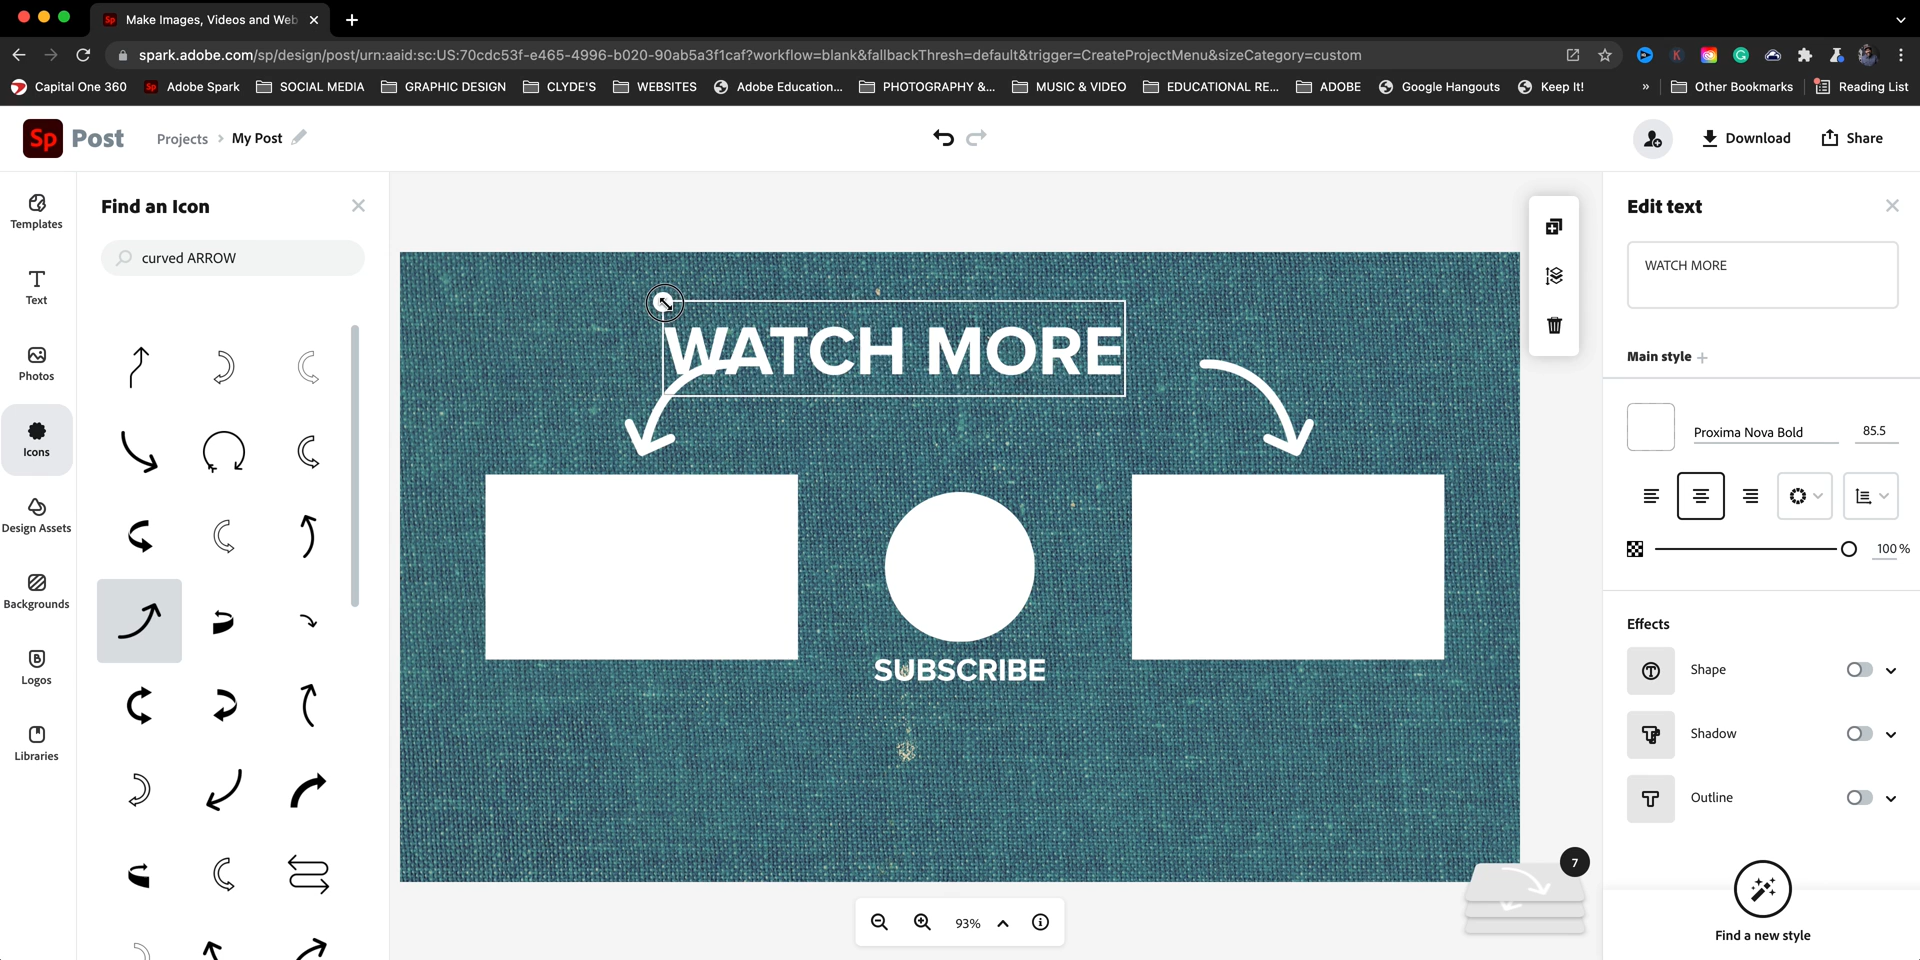 Sp Make Images, Videos and Web
spark.adobe.com/sp/design/post/urn:aaid:sc:US:70cdc53f-e465-4996-b020-90ab5a3f1caf?workflow=blank&fallbackThresh=default&trigger=CreateProjectMenu&sizeCategory=custom
Capital One 360 Sp Adobe Spark SOCIAL MEDIA GRAPHIC DESIGN CLYDE'S WEBSITES Adobe Education... PHOTOGRAPHY &... MUSIC & VIDEO EDUCATIONAL RE... ADOBE Google Hangouts Keep It! » Other Bookmarks Reading List
Sp Post Projects > My Post Download Share
Templates
Text
Photos
Icons
Design Assets
Backgrounds
Logos
Libraries
Find an Icon
curved ARROW
WATCH MORE
SUBSCRIBE
7
93%
Edit text
WATCH MORE
Main style +
Proxima Nova Bold 85.5
100 %
Effects
Shape
Shadow
Outline
Find a new style